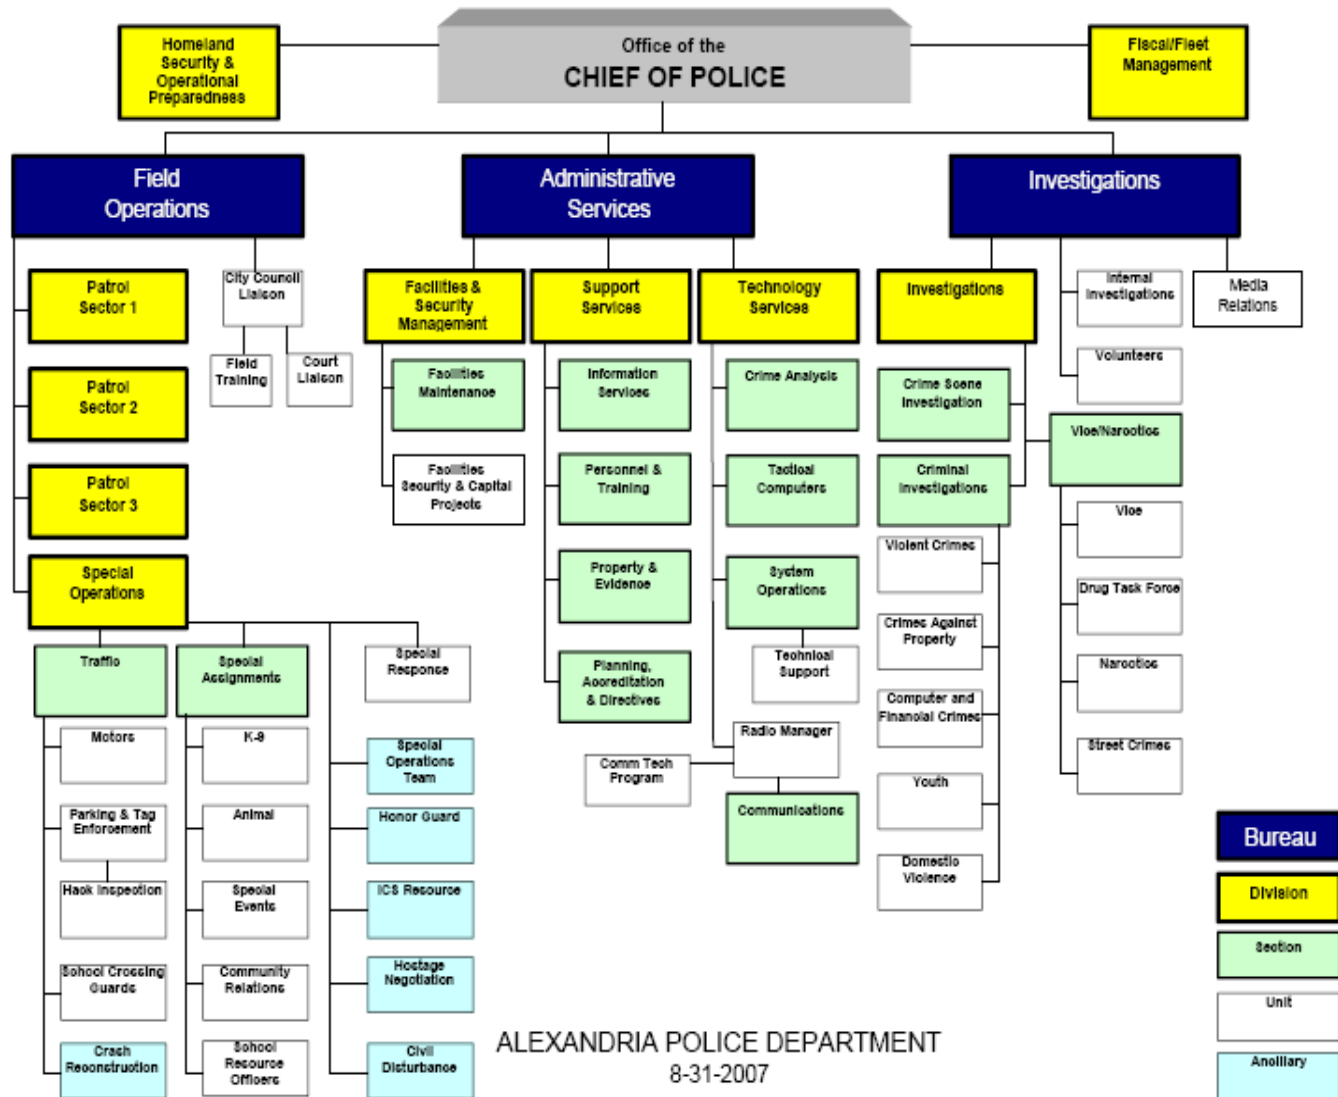 Homeland
Security &
Operational
Preparedness
Office of the
CHIEF OF POLICE
Fiscal/Fleet
Management
Field
Operations
Administrative
Services
Investigations
Patrol
Sector 1
City Council
Liaison
Facilities &
Security
Management
Support
Services
Technology
Services
Investigations
Internal
Investigations
Media
Relations
Field
Training
Court
Liaison
Volunteers
Patrol
Sector 2
Facilities
Maintenance
Information
Services
Crime Analysis
Crime Scene
Investigation
Vice/Narcotics
Patrol
Sector 3
Facilities
Security & Capital
Projects
Personnel &
Training
Tactical
Computers
Criminal
Investigations
Vice
Special
Operations
Property &
Evidence
System
Operations
Violent Crimes
Drug Task Force
Traffic
Special
Assignments
Special
Response
Planning,
Accreditation
& Directives
Technical
Support
Crimes Against
Property
Narcotics
Motors
K-9
Special
Operations
Team
Comm Tech
Program
Radio Manager
Computer and
Financial Crimes
Street Crimes
Parking & Tag
Enforcement
Animal
Honor Guard
Communications
Youth
Hack Inspection
Special
Events
ICS Resource
Domestic
Violence
School Crossing
Guards
Community
Relations
Hostage
Negotiation
Crash
Reconstruction
School
Resource
Officers
Civil
Disturbance
ALEXANDRIA POLICE DEPARTMENT
8-31-2007
Bureau
Division
Section
Unit
Ancillary